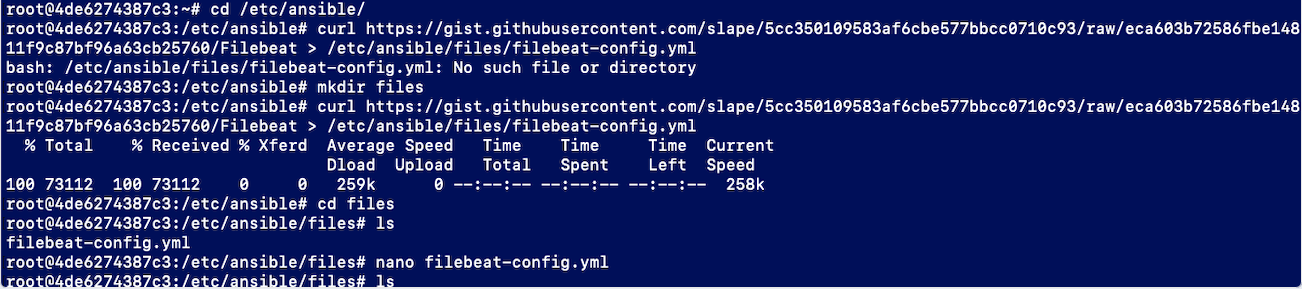 root@4de6274387c3:~# cd /etc/ansible/
root@4de6274387c3:/etc/ansible# curl https://gist.githubusercontent.com/slape/5cc350109583af6cbe577bbcc0710c93/raw/eca603b72586fbe148
11f9c87bf96a63cb25760/Filebeat > /etc/ansible/files/filebeat-config.yml
bash: /etc/ansible/files/filebeat-config.yml: No such file or directory
root@4de6274387c3:/etc/ansible# mkdir files
root@4de6274387c3:/etc/ansible# curl https://gist.githubusercontent.com/slape/5cc350109583af6cbe577bbcc0710c93/raw/eca603b72586fbe148
11f9c87bf96a63cb25760/Filebeat > /etc/ansible/files/filebeat-config.yml
  % Total    % Received % Xferd  Average Speed   Time    Time     Time  Current
                                 Dload  Upload   Total   Spent    Left  Speed
100 73112  100 73112    0     0   259k      0 --:--:-- --:--:-- --:--:--  258k
root@4de6274387c3:/etc/ansible# cd files
root@4de6274387c3:/etc/ansible/files# ls
filebeat-config.yml
root@4de6274387c3:/etc/ansible/files# nano filebeat-config.yml
root@4de6274387c3:/etc/ansible/files# ls